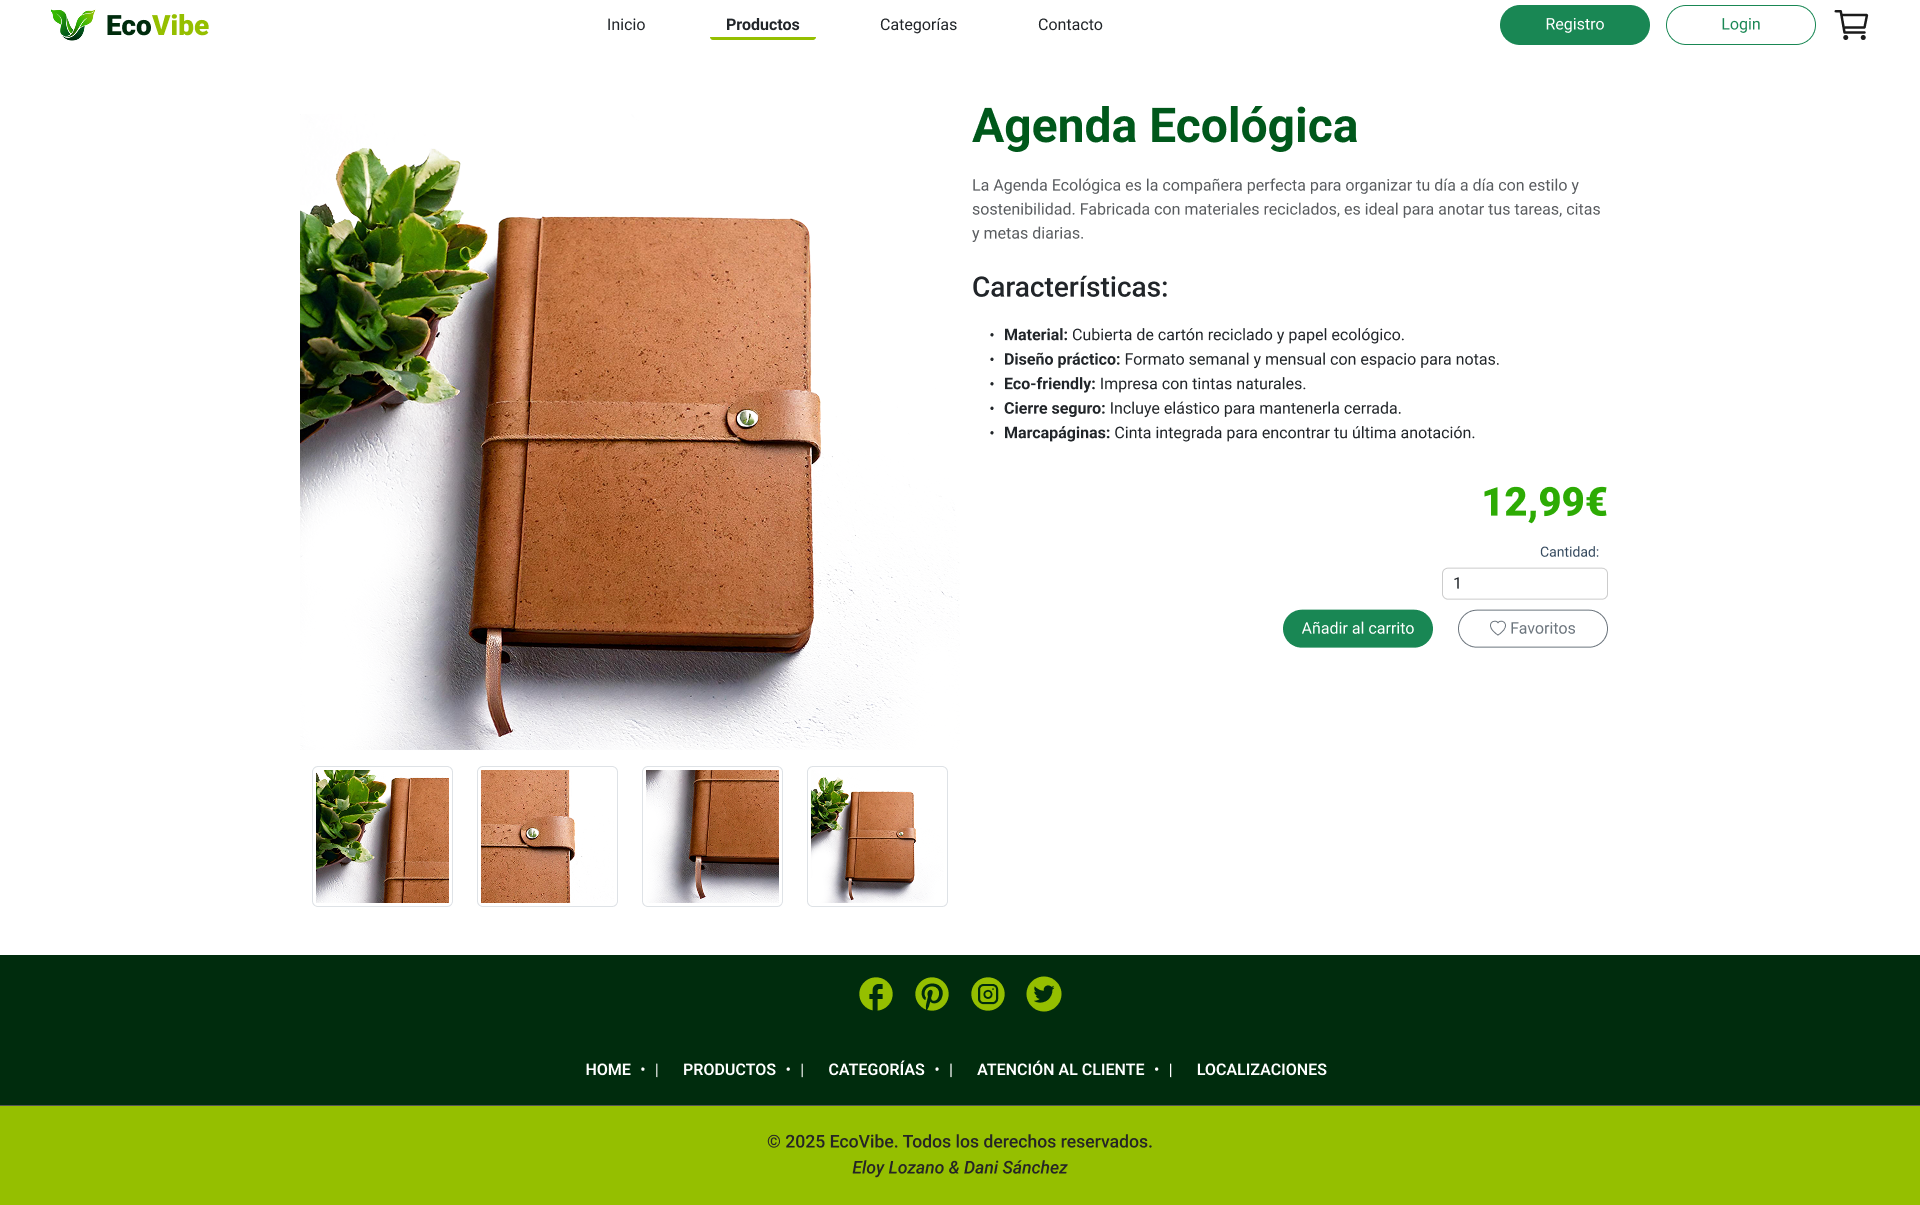 EcoVibe
Inicio
Productos
Categorías
Contacto
Registro
Login
Agenda Ecológica
La Agenda Ecológica es la compañera perfecta para organizar tu día a día con estilo y
sostenibilidad. Fabricada con materiales reciclados, es ideal para anotar tus tareas, citas
y metas diarias.
Características:
• Material: Cubierta de cartón reciclado y papel ecológico.
• Diseño práctico: Formato semanal y mensual con espacio para notas.
• Eco-friendly: Impresa con tintas naturales.
• Cierre seguro: Incluye elástico para mantenerla cerrada.
• Marcapáginas: Cinta integrada para encontrar tu última anotación.
12,99€
Cantidad:
1
Añadir al carrito
Favoritos
HOME • | PRODUCTOS • | CATEGORÍAS • | ATENCIÓN AL CLIENTE • | LOCALIZACIONES
© 2025 EcoVibe. Todos los derechos reservados.
Eloy Lozano & Dani Sánchez